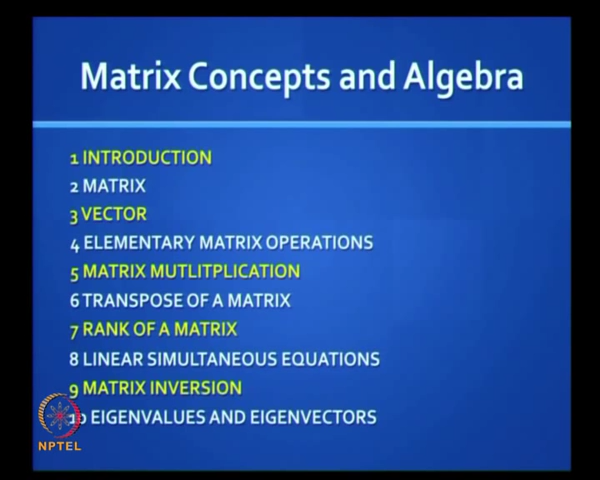 Matrix Concepts and Algebra
1 INTRODUCTION
2 MATRIX
3 VECTOR
4 ELEMENTARY MATRIX OPERATIONS
5 MATRIX MUTLITPLICATION
6 TRANSPOSE OF A MATRIX
7 RANK OF A MATRIX
8 LINEAR SIMULTANEOUS EQUATIONS
9 MATRIX INVERSION
10 EIGENVALUES AND EIGENVECTORS
NPTEL